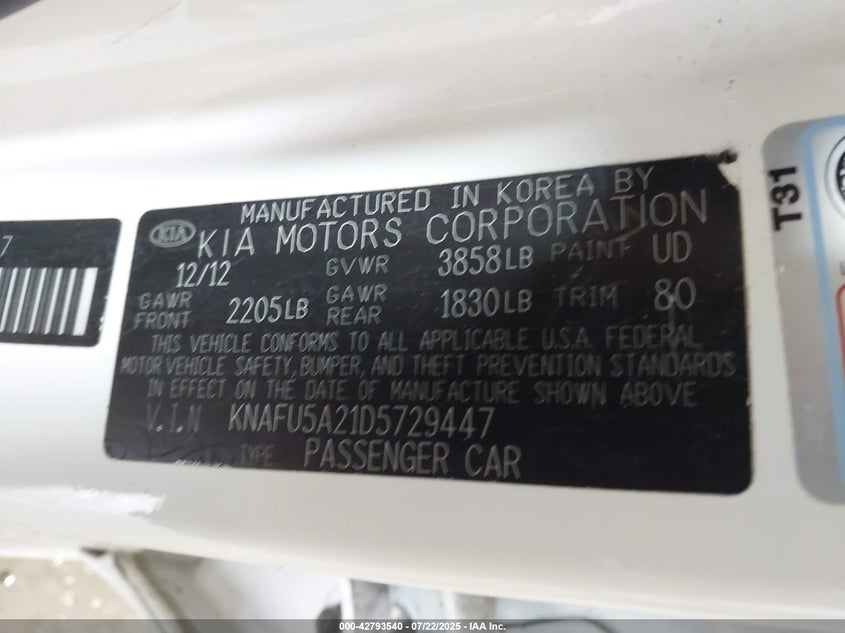 MANUFACTURED IN KOREA BY
KIA KIA MOTORS CORPORATION
12/12 GVWR 3858LB PAINT UD
GAWR FRONT 2205LB GAWR REAR 1830LB TRIM 80
THIS VEHICLE CONFORMS TO ALL APPLICABLE U.S.A. FEDERAL
MOTOR VEHICLE SAFETY, BUMPER, AND THEFT PREVENTION STANDARDS
IN EFFECT ON THE DATE OF MANUFACTURE SHOWN ABOVE
V.I.N KNAFU5A21D5729447
TYPE PASSENGER CAR
7
T31
000-42793540 - 07/22/2025 - IAA Inc.